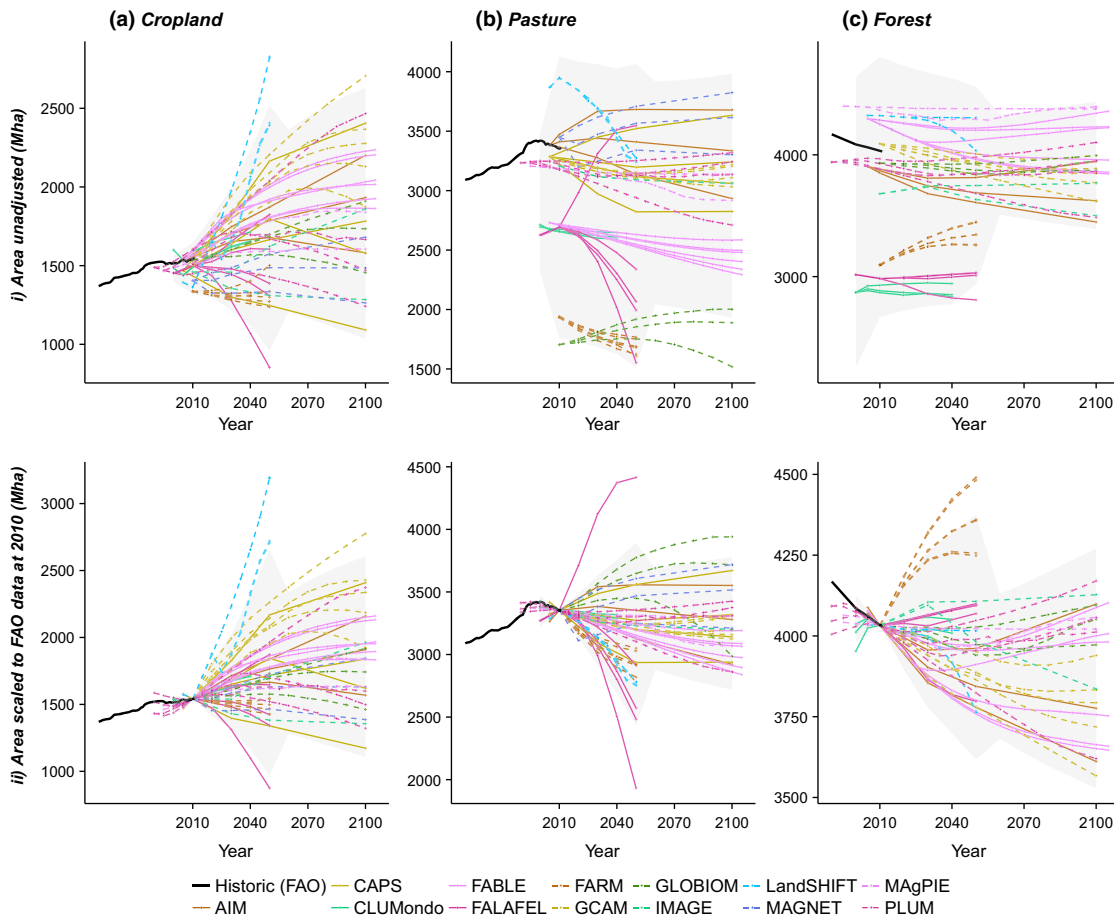 (a) Cropland
(b) Pasture
(c) Forest
i) Area unadjusted (Mha)
2500
2000
1500
1000
2010 2040 2070 2100
Year
4000
3500
3000
2500
2000
1500
2010 2040 2070 2100
Year
4000
3000
2010 2040 2070 2100
Year
ii) Area scaled to FAO data at 2010 (Mha)
3000
2500
2000
1500
1000
2010 2040 2070 2100
Year
4500
4000
3500
3000
2500
2000
2010 2040 2070 2100
Year
4500
4250
4000
3750
3500
2010 2040 2070 2100
Year
Historic (FAO) CAPS FABLE FARM GLOBIOM LandSHIFT MAgPIE
AIM CLUMondo FALAFEL GCAM IMAGE MAGNET PLUM